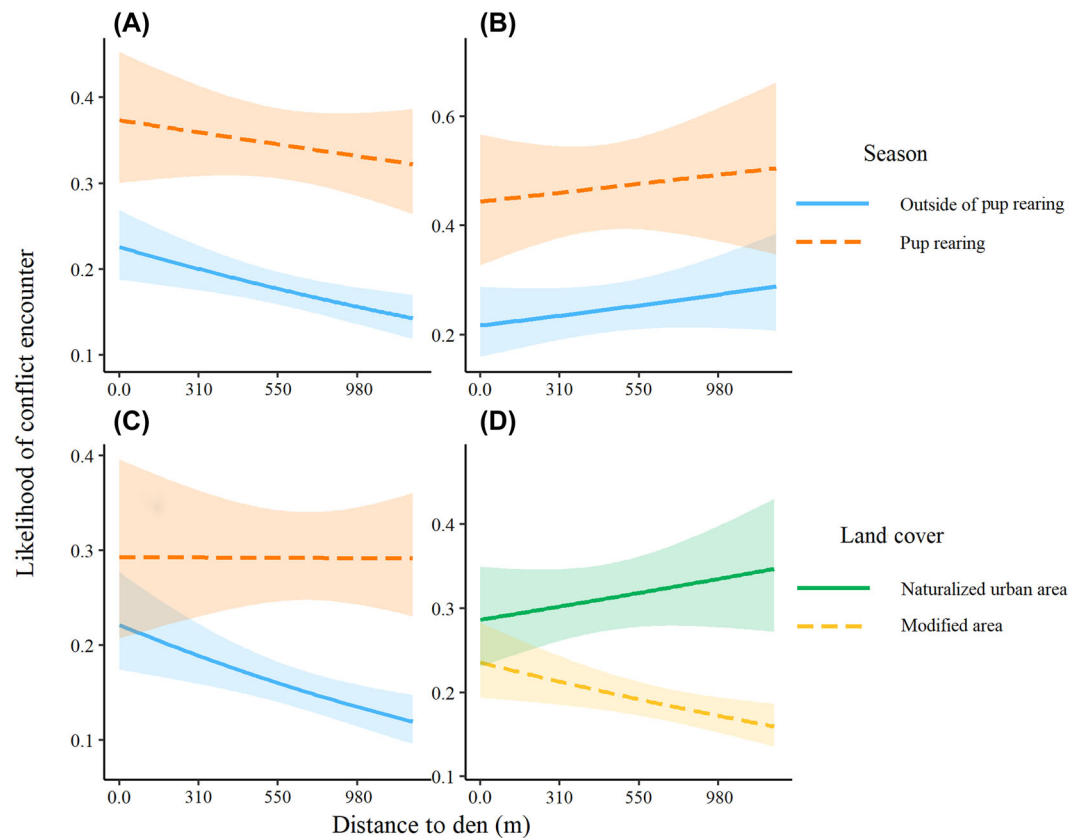 (A)
(B)
0.4
0.3
0.2
0.1
0.0 310 550 980
0.6
0.4
0.2
0.0 310 550 980
Season
Outside of pup rearing
Pup rearing
(C)
(D)
0.4
0.3
0.2
0.1
0.0 310 550 980
0.4
0.3
0.2
0.1
0.0 310 550 980
Land cover
Naturalized urban area
Modified area
Likelihood of conflict encounter
Distance to den (m)